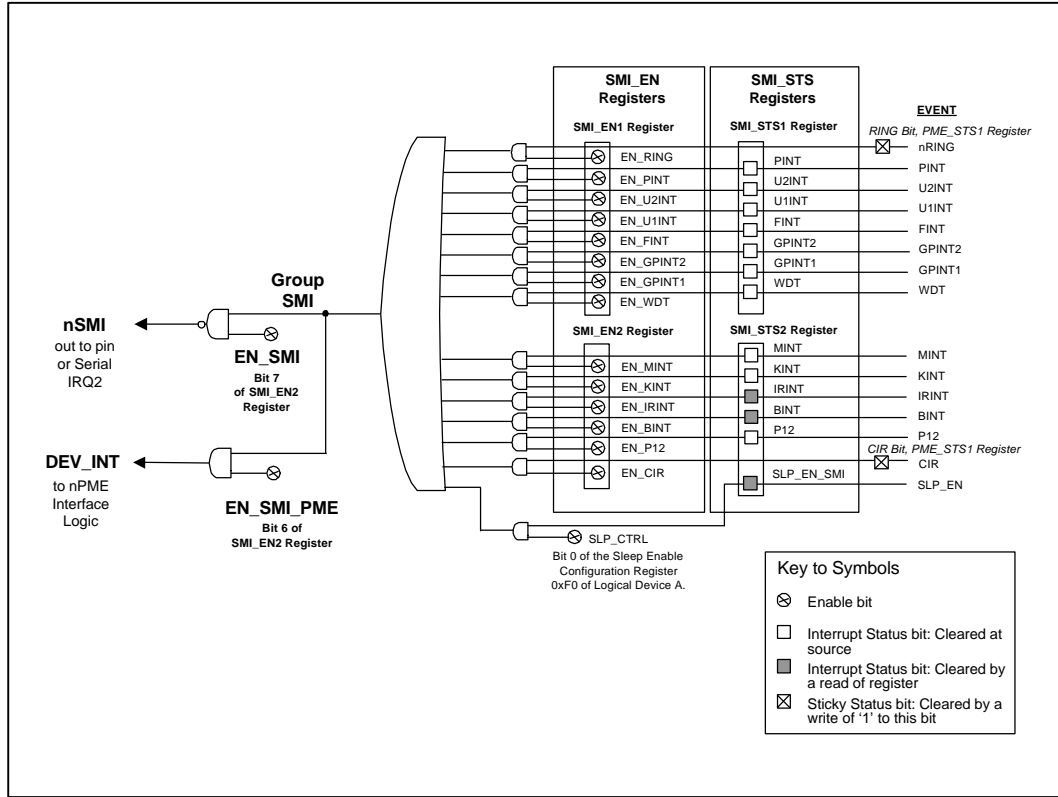 SMI_EN
Registers
SMI_STS
Registers
EVENT
SMI_EN1 Register
SMI_STS1 Register
RING Bit, PME_STS1 Register
nRING
EN_RING
PINT
PINT
EN_PINT
U2INT
U2INT
EN_U2INT
U1INT
U1INT
EN_U1INT
FINT
FINT
EN_FINT
GPINT2
GPINT2
EN_GPINT2
GPINT1
GPINT1
EN_GPINT1
WDT
WDT
EN_WDT
Group
SMI
nSMI
out to pin
or Serial
IRQ2
EN_SMI
Bit 7
of SMI_EN2
Register
SMI_EN2 Register
SMI_STS2 Register
MINT
MINT
EN_MINT
KINT
KINT
EN_KINT
IRINT
IRINT
EN_IRINT
BINT
BINT
EN_BINT
P12
P12
EN_P12
CIR Bit, PME_STS1 Register
CIR
EN_CIR
SLP_EN_SMI
SLP_EN
DEV_INT
to nPME
Interface
Logic
EN_SMI_PME
Bit 6 of
SMI_EN2 Register
SLP_CTRL
Bit 0 of the Sleep Enable
Configuration Register
0xF0 of Logical Device A.
Key to Symbols
Enable bit
Interrupt Status bit: Cleared at
source
Interrupt Status bit: Cleared by
a read of register
Sticky Status bit: Cleared by a
write of ‘1’ to this bit